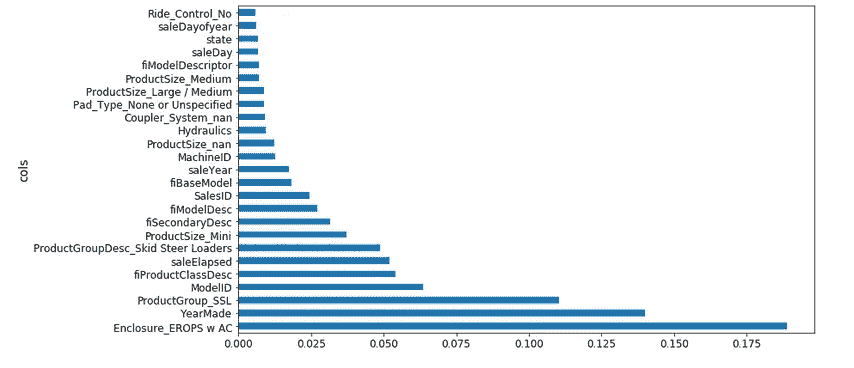 Ride_Control_No
saleDayofyear
state
saleDay
fiModelDescriptor
ProductSize_Medium
ProductSize_Large / Medium
Pad_Type_None or Unspecified
Coupler_System_nan
Hydraulics
ProductSize_nan
MachineID
saleYear
fiBaseModel
SalesID
fiModelDesc
fiSecondaryDesc
ProductSize_Mini
ProductGroupDesc_Skid Steer Loaders
saleElapsed
fiProductClassDesc
ModelID
ProductGroup_SSL
YearMade
Enclosure_EROPS w AC
cols
0.000 0.025 0.050 0.075 0.100 0.125 0.150 0.175